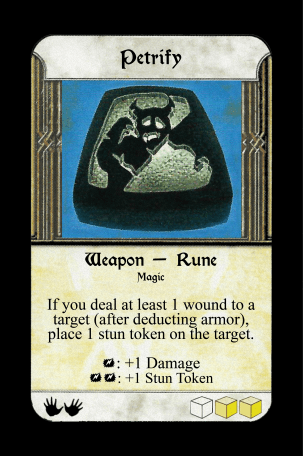 Petrify
Weapon — Rune
Magic
If you deal at least 1 wound to a
target (after deducting armor),
place 1 stun token on the target.
: +1 Damage
: +1 Stun Token